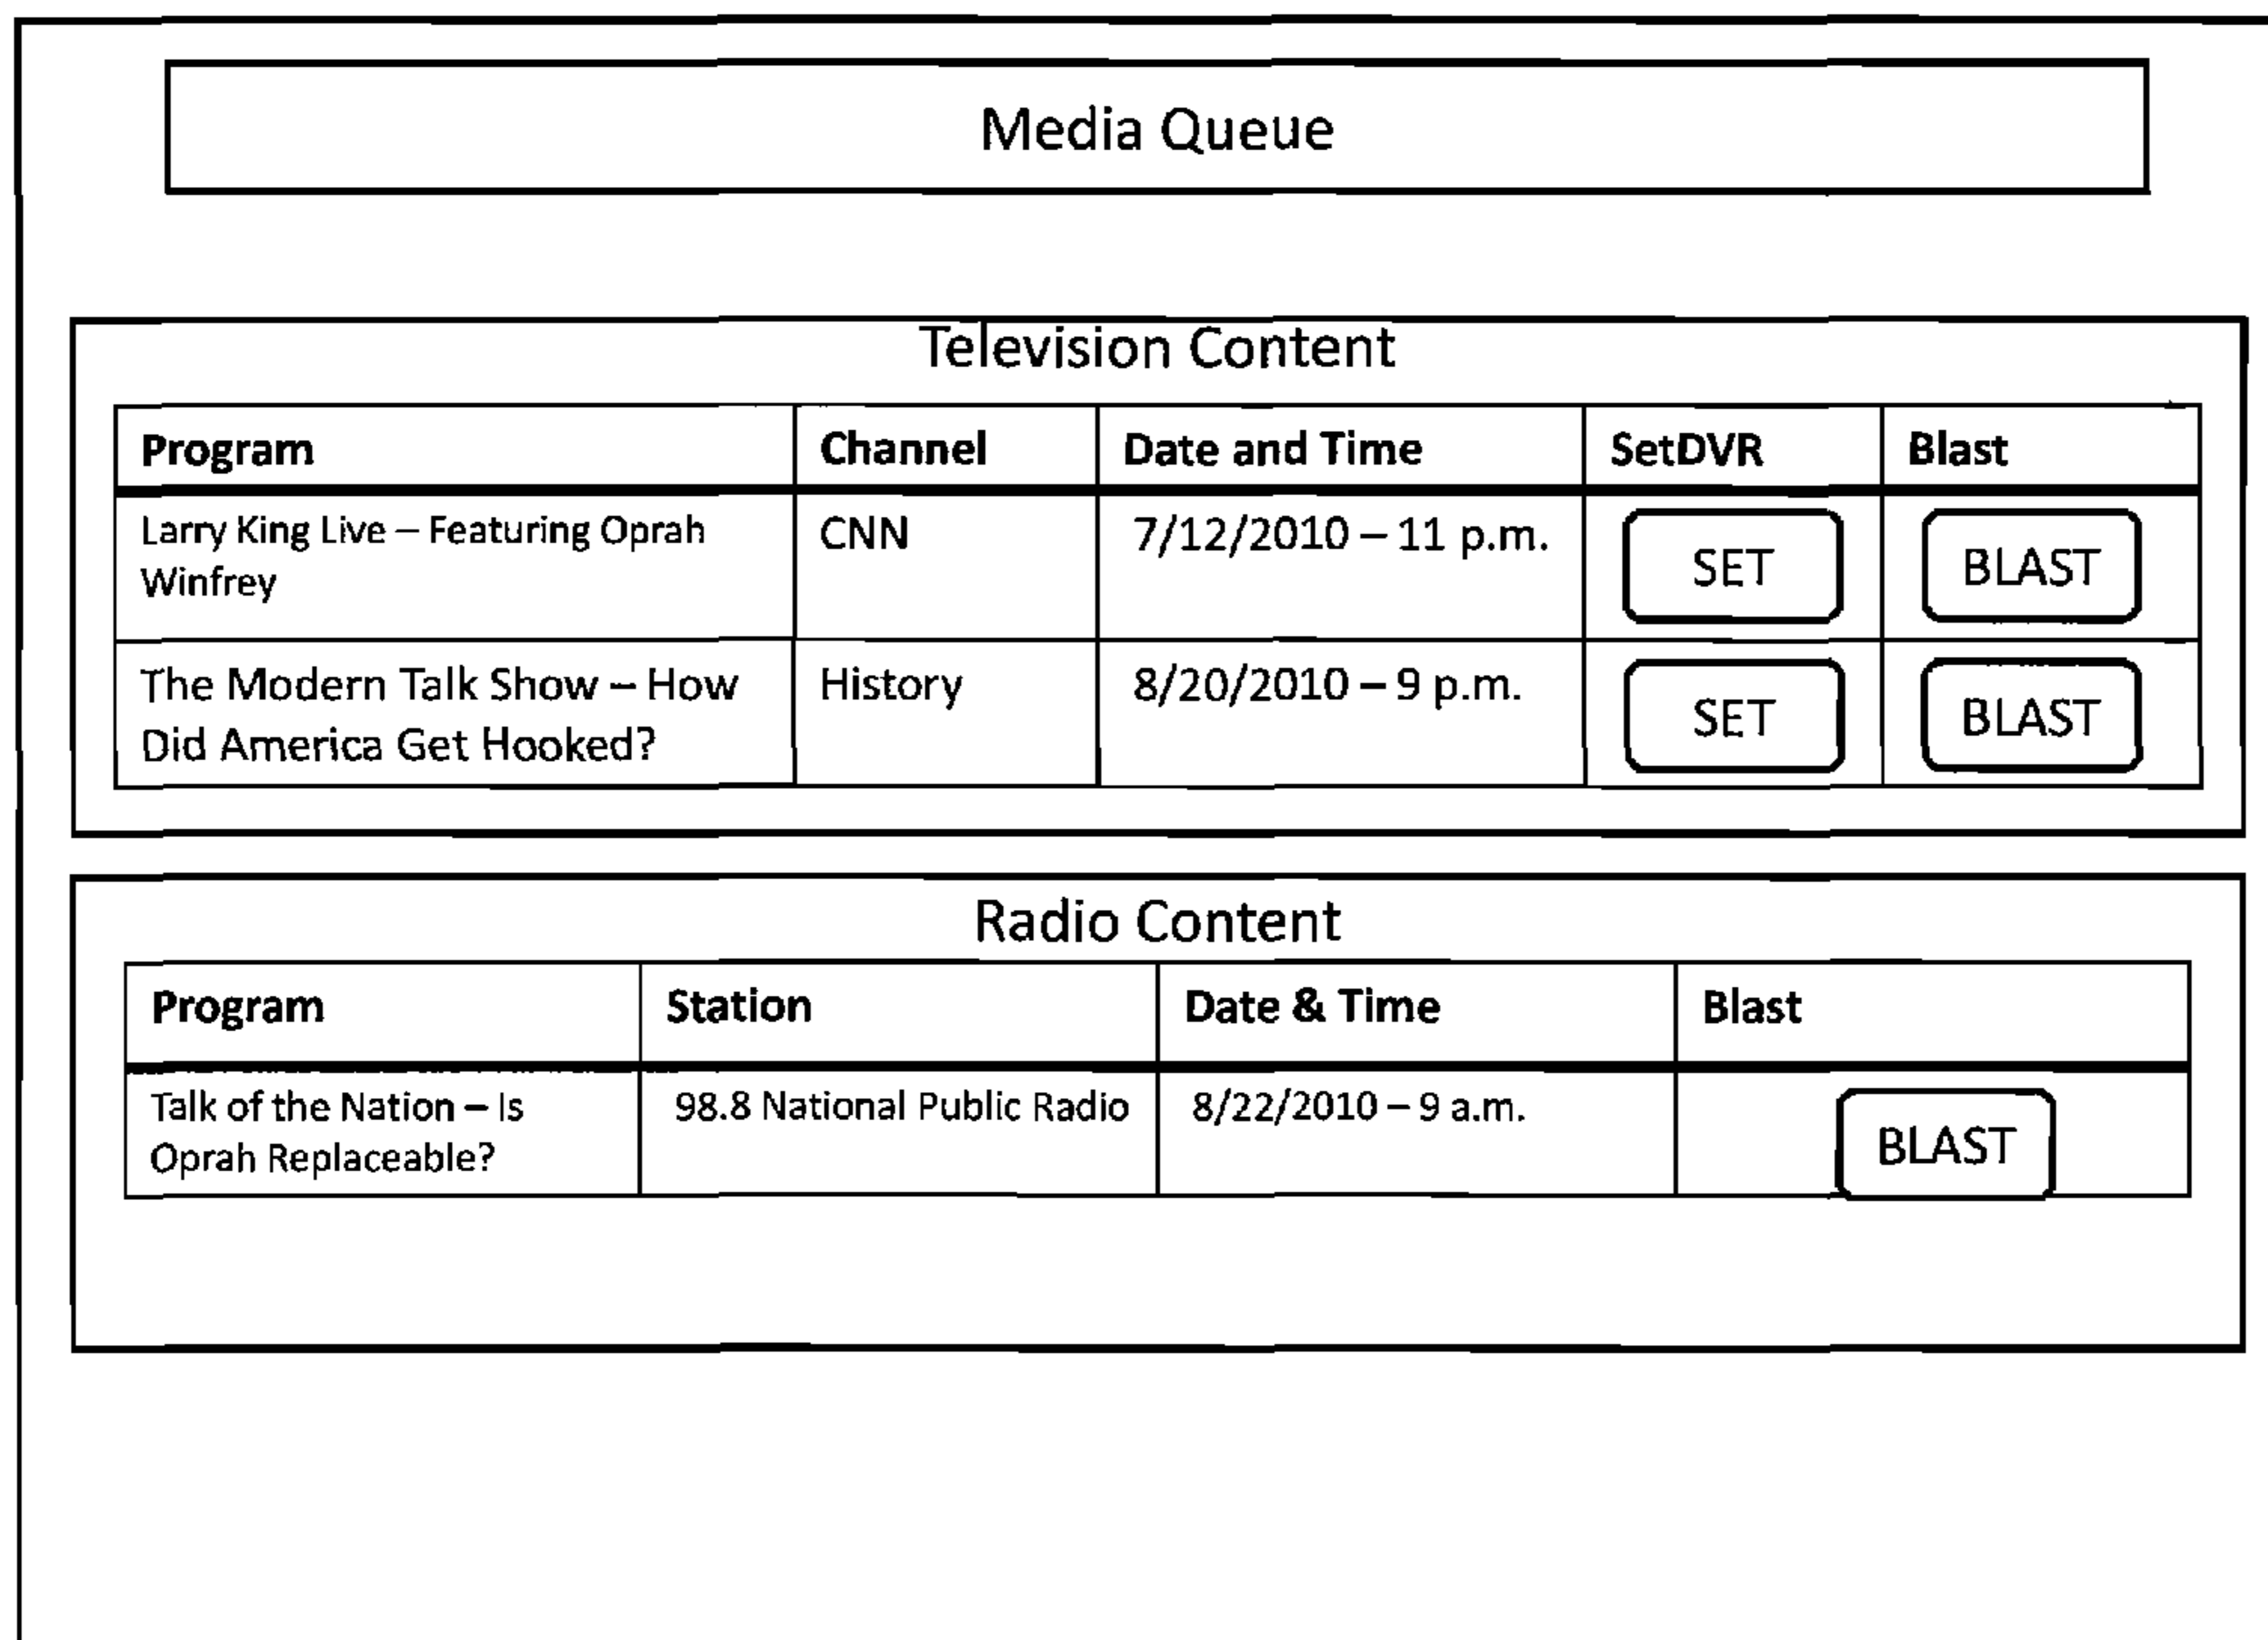 Media Queue
Television Content
Program Channel Date and Time SetDVR Blast
Larry King Live – Featuring Oprah CNN 7/12/2010 – 11 p.m. SET BLAST
Winfrey
The Modern Talk Show – How History 8/20/2010 – 9 p.m. SET BLAST
Did America Get Hooked?
Radio Content
Program Station Date & Time Blast
Talk of the Nation – Is 98.8 National Public Radio 8/22/2010 – 9 a.m. BLAST
Oprah Replaceable?